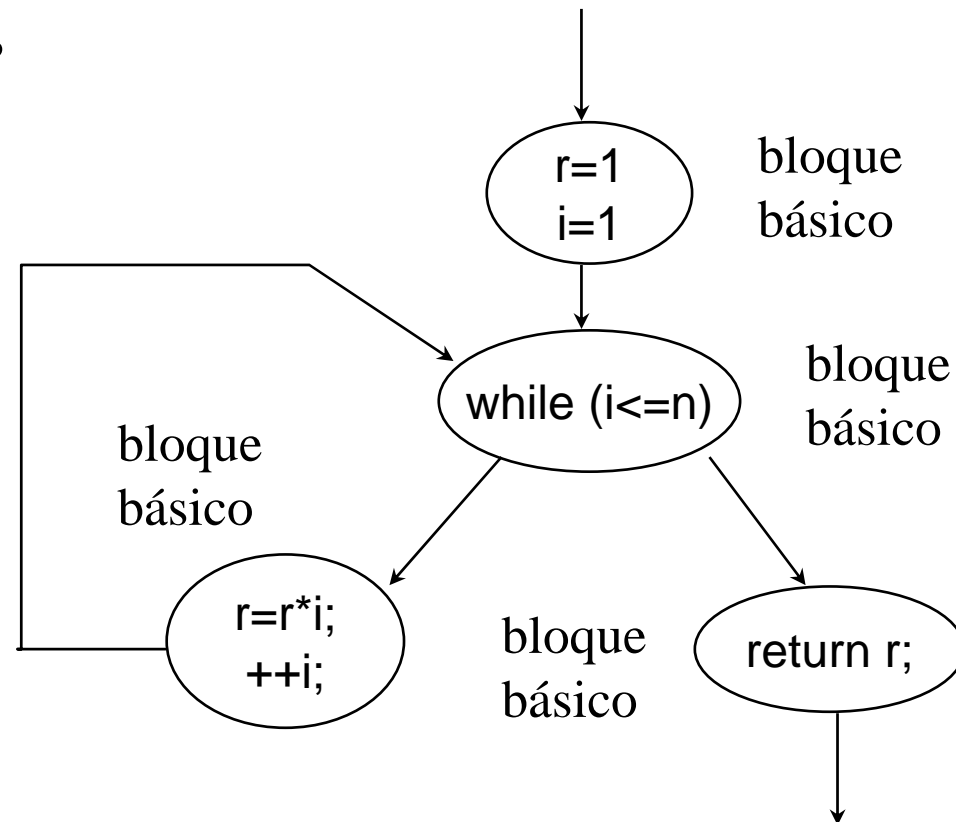 r=1
i=1
bloque
básico
while (i<=n)
bloque
básico
bloque
básico
r=r*i;
++i;
bloque
básico
return r;